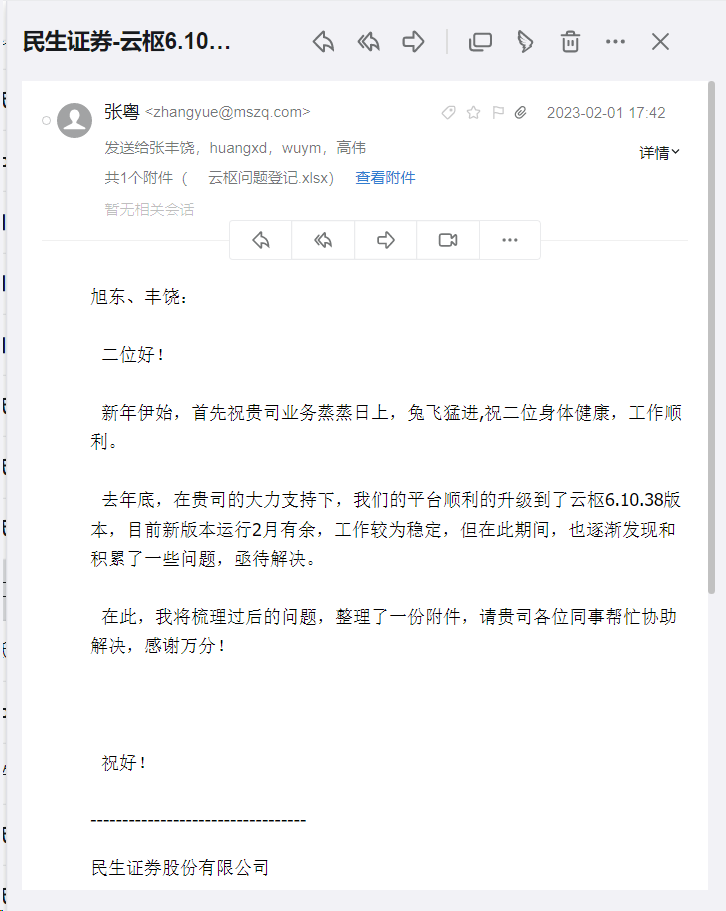 民生证券-云枢6.10...
张粤 <zhangyue@mszq.com>
2023-02-01 17:42
发送给张丰饶，huangxd，wuym，高伟
详情
共1个附件（ 云枢问题登记.xlsx） 查看附件
暂无相关会话
旭东、丰饶：
二位好！
新年伊始，首先祝贵司业务蒸蒸日上，兔飞猛进,祝二位身体健康，工作顺
利。
去年底，在贵司的大力支持下，我们的平台顺利的升级到了云枢6.10.38版
本，目前新版本运行2月有余，工作较为稳定，但在此期间，也逐渐发现和
积累了一些问题，亟待解决。
在此，我将梳理过后的问题，整理了一份附件，请贵司各位同事帮忙协助
解决，感谢万分！
祝好！
----------------------------------
民生证券股份有限公司